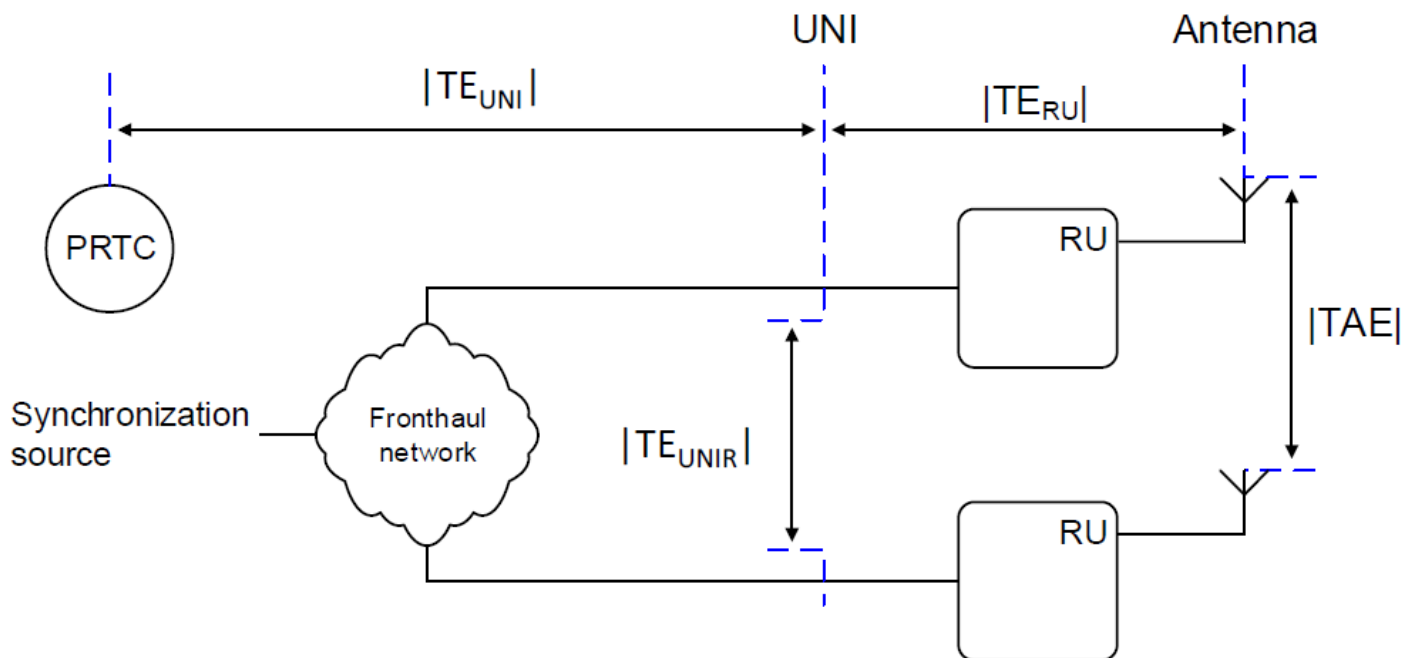 UNI
Antenna
|TEUNI|
|TERU|
PRTC
RU
|TAE|
Synchronization
source
Fronthaul
network
|TEUNIR|
RU